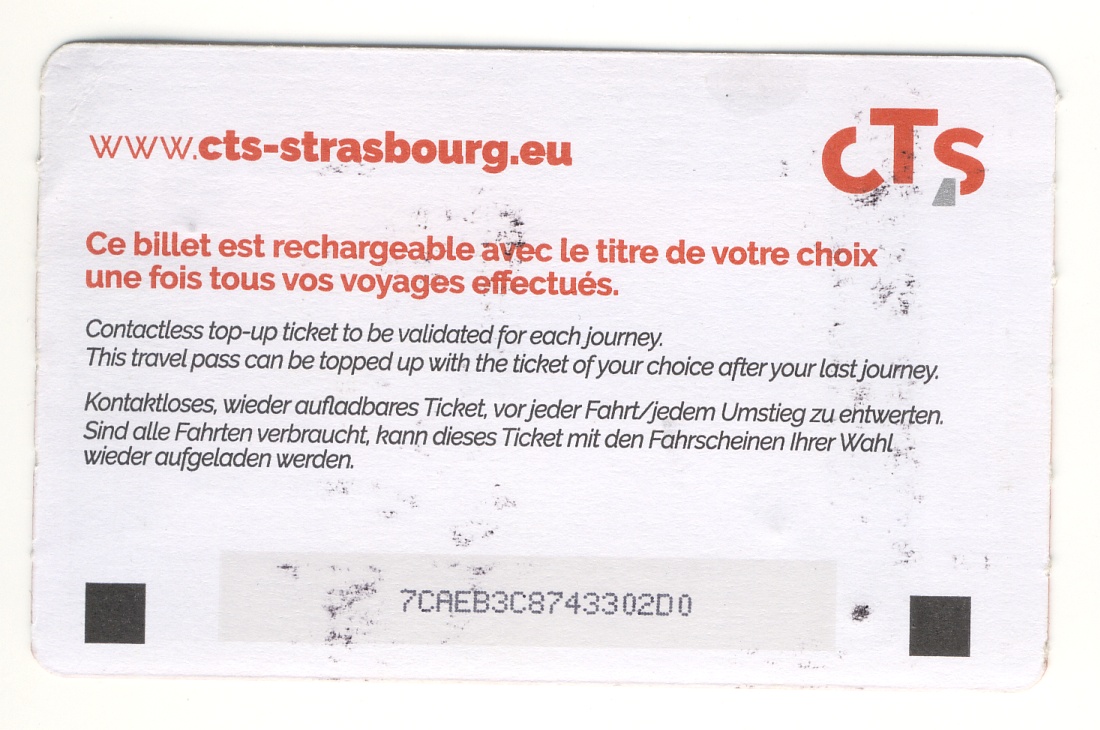 www.cts-strasbourg.eu
CTS
Ce billet est rechargeable avec le titre de votre choix
une fois tous vos voyages effectués.
Contactless top-up ticket to be validated for each journey.
This travel pass can be topped up with the ticket of your choice after your last journey.
Kontaktloses, wieder aufladbares Ticket, vor jeder Fahrt/jedem Umstieg zu entwerten.
Sind alle Fahrten verbraucht, kann dieses Ticket mit den Fahrscheinen Ihrer Wahl
wieder aufgeladen werden.
7CAEB3C8743302D0